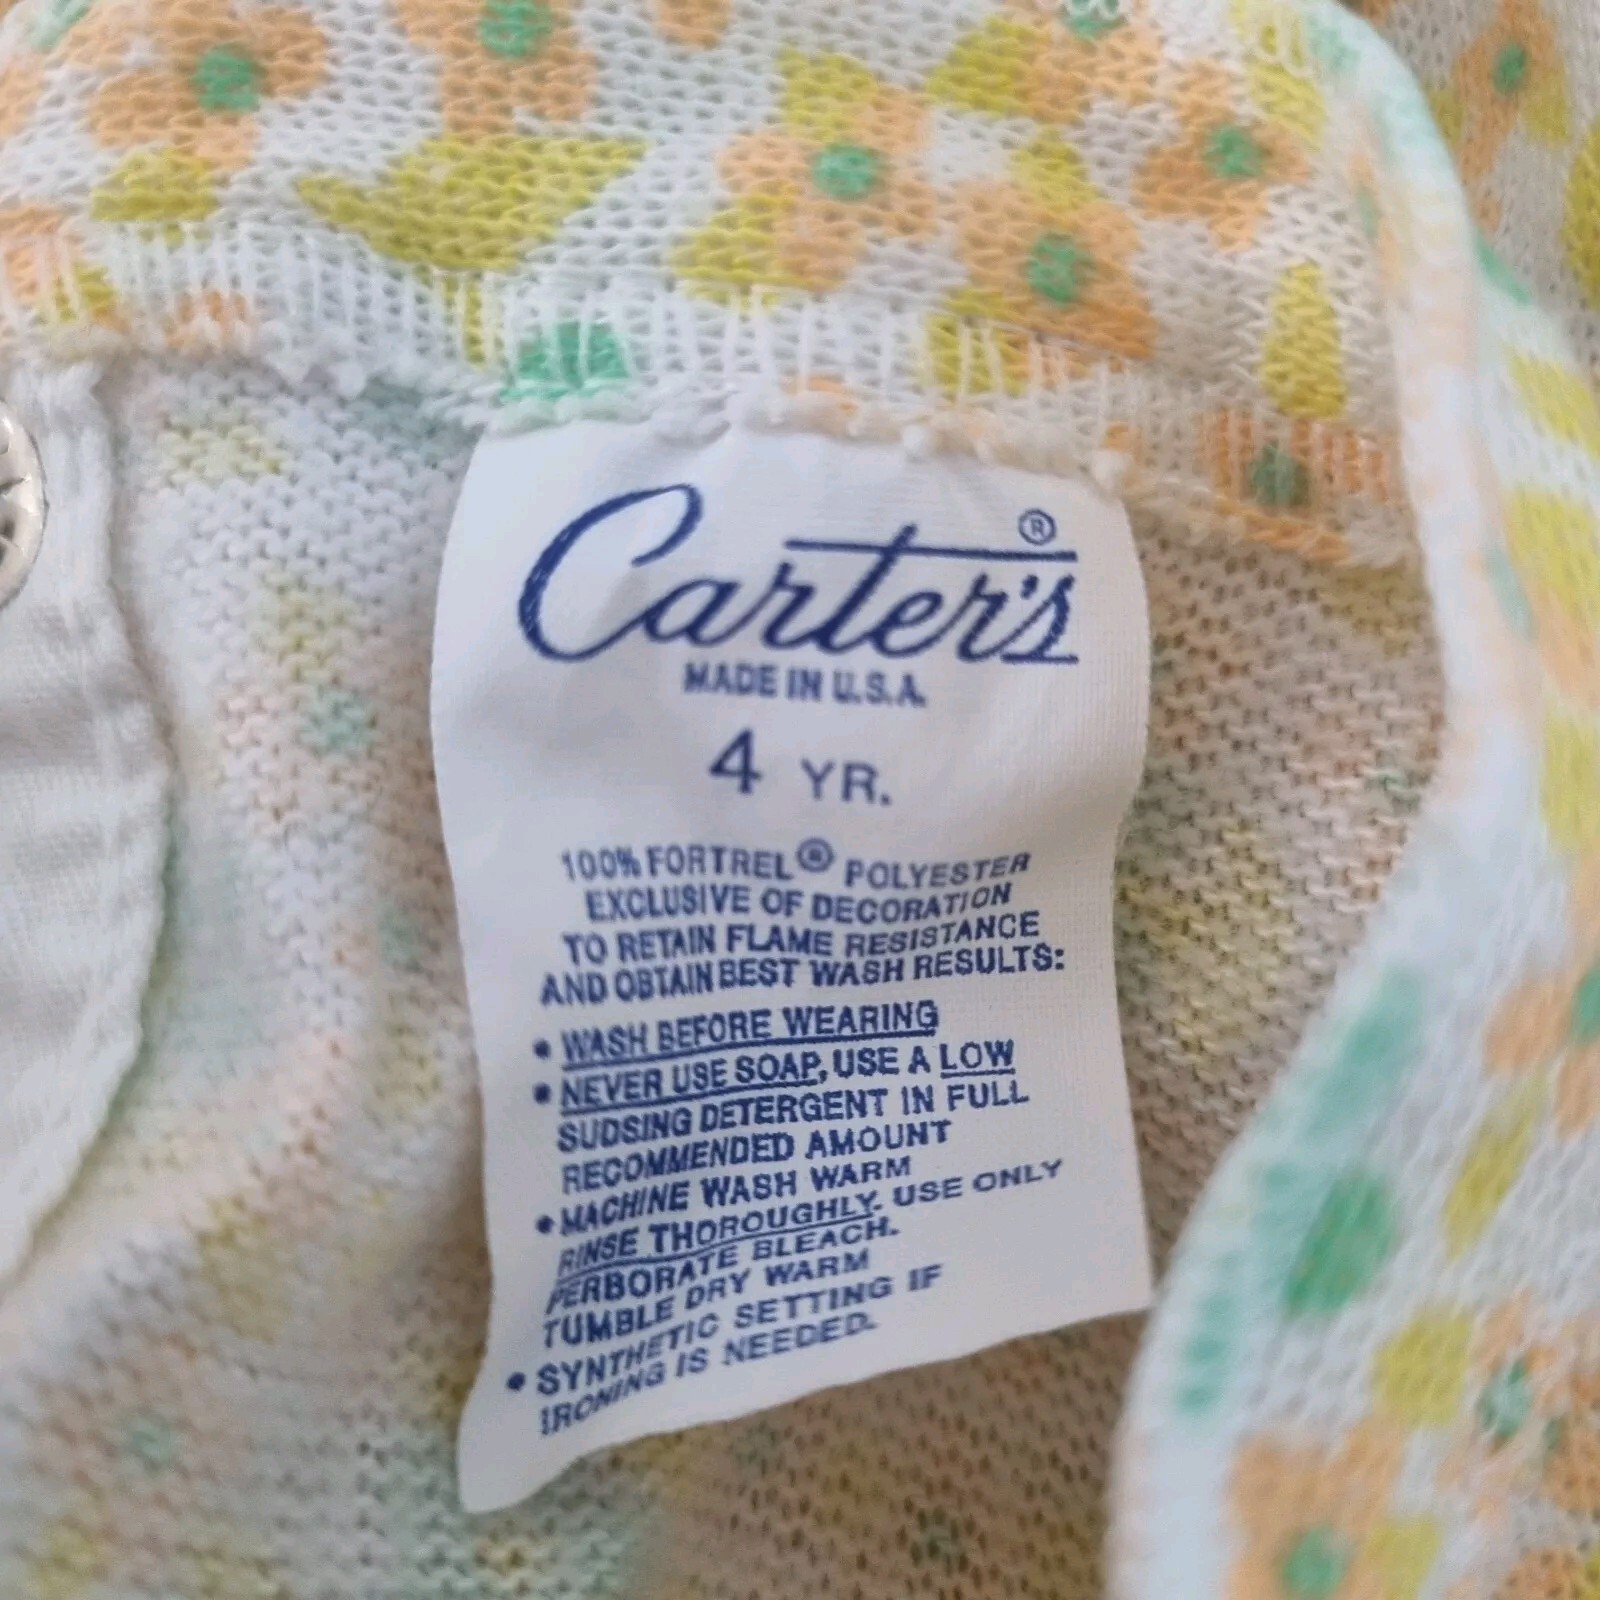 Carter's®
MADE IN U.S.A.
4 YR.
100% FORTREL® POLYESTER
EXCLUSIVE OF DECORATION
TO RETAIN FLAME RESISTANCE
AND OBTAIN BEST WASH RESULTS:
• WASH BEFORE WEARING
• NEVER USE SOAP, USE A LOW
SUDSING DETERGENT IN FULL
RECOMMENDED AMOUNT
• MACHINE WASH WARM
RINSE THOROUGHLY. USE ONLY
PERBORATE BLEACH.
TUMBLE DRY WARM
• SYNTHETIC SETTING IF
IRONING IS NEEDED.